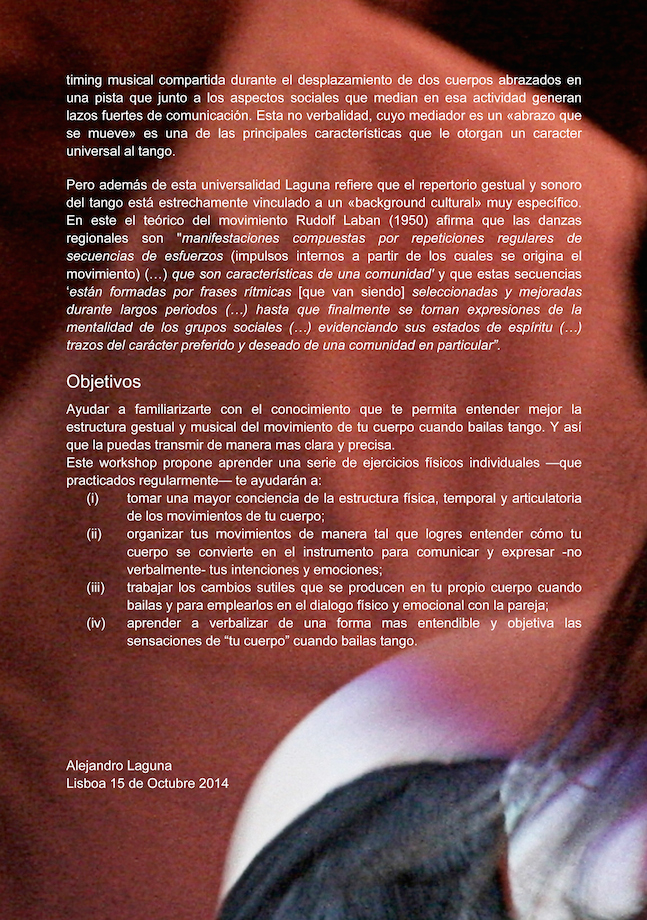 timing musical compartida durante el desplazamiento de dos cuerpos abrazados en
una pista que junto a los aspectos sociales que median en esa actividad generan
lazos fuertes de comunicación. Esta no verbalidad, cuyo mediador es un «abrazo que
se mueve» es una de las principales características que le otorgan un caracter
universal al tango.
Pero además de esta universalidad Laguna refiere que el repertorio gestual y sonoro
del tango está estrechamente vinculado a un «background cultural» muy específico.
En este el teórico del movimiento Rudolf Laban (1950) afirma que las danzas
regionales son "manifestaciones compuestas por repeticiones regulares de
secuencias de esfuerzos (impulsos internos a partir de los cuales se origina el
movimiento) (…) que son características de una comunidad' y que estas secuencias
‘están formadas por frases rítmicas [que van siendo] seleccionadas y mejoradas
durante largos periodos (…) hasta que finalmente se tornan expresiones de la
mentalidad de los grupos sociales (…) evidenciando sus estados de espíritu (…)
trazos del carácter preferido y deseado de una comunidad en particular”.
Objetivos
Ayudar a familiarizarte con el conocimiento que te permita entender mejor la
estructura gestual y musical del movimiento de tu cuerpo cuando bailas tango. Y así
que la puedas transmitir de manera mas clara y precisa.
Este workshop propone aprender una serie de ejercicios físicos individuales —que
practicados regularmente— te ayudarán a:
(i) tomar una mayor conciencia de la estructura física, temporal y articulatoria
de los movimientos de tu cuerpo;
(ii) organizar tus movimientos de manera tal que logres entender cómo tu
cuerpo se convierte en el instrumento para comunicar y expresar -no
verbalmente- tus intenciones y emociones;
(iii) trabajar los cambios sutiles que se producen en tu propio cuerpo cuando
bailas y para emplearlos en el dialogo físico y emocional con la pareja;
(iv) aprender a verbalizar de una forma mas entendible y objetiva las
sensaciones de “tu cuerpo” cuando bailas tango.
Alejandro Laguna
Lisboa 15 de Octubre 2014